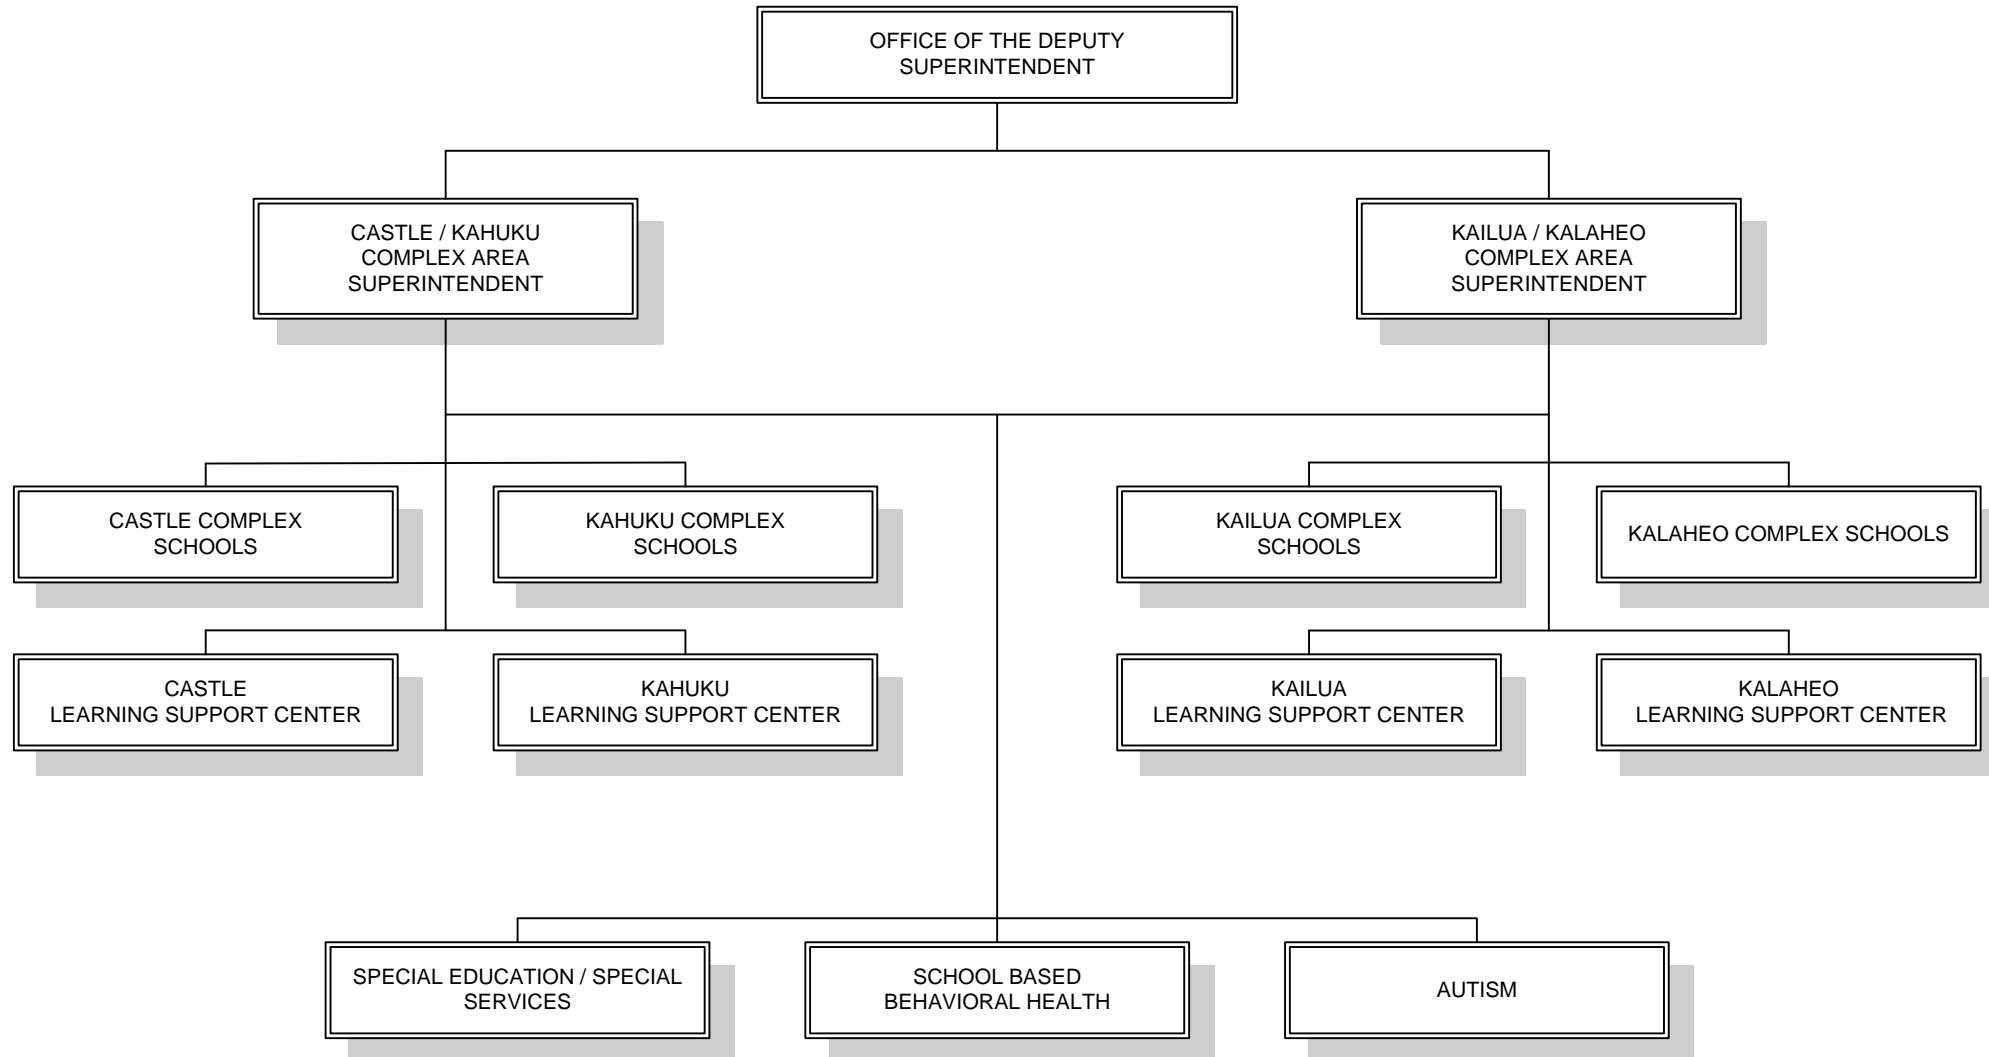 OFFICE OF THE DEPUTY
SUPERINTENDENT
CASTLE / KAHUKU
COMPLEX AREA
SUPERINTENDENT
KAILUA / KALAHEO
COMPLEX AREA
SUPERINTENDENT
CASTLE COMPLEX
SCHOOLS
KAHUKU COMPLEX
SCHOOLS
KAILUA COMPLEX
SCHOOLS
KALAHEO COMPLEX SCHOOLS
CASTLE
LEARNING SUPPORT CENTER
KAHUKU
LEARNING SUPPORT CENTER
KAILUA
LEARNING SUPPORT CENTER
KALAHEO
LEARNING SUPPORT CENTER
SPECIAL EDUCATION / SPECIAL
SERVICES
SCHOOL BASED
BEHAVIORAL HEALTH
AUTISM